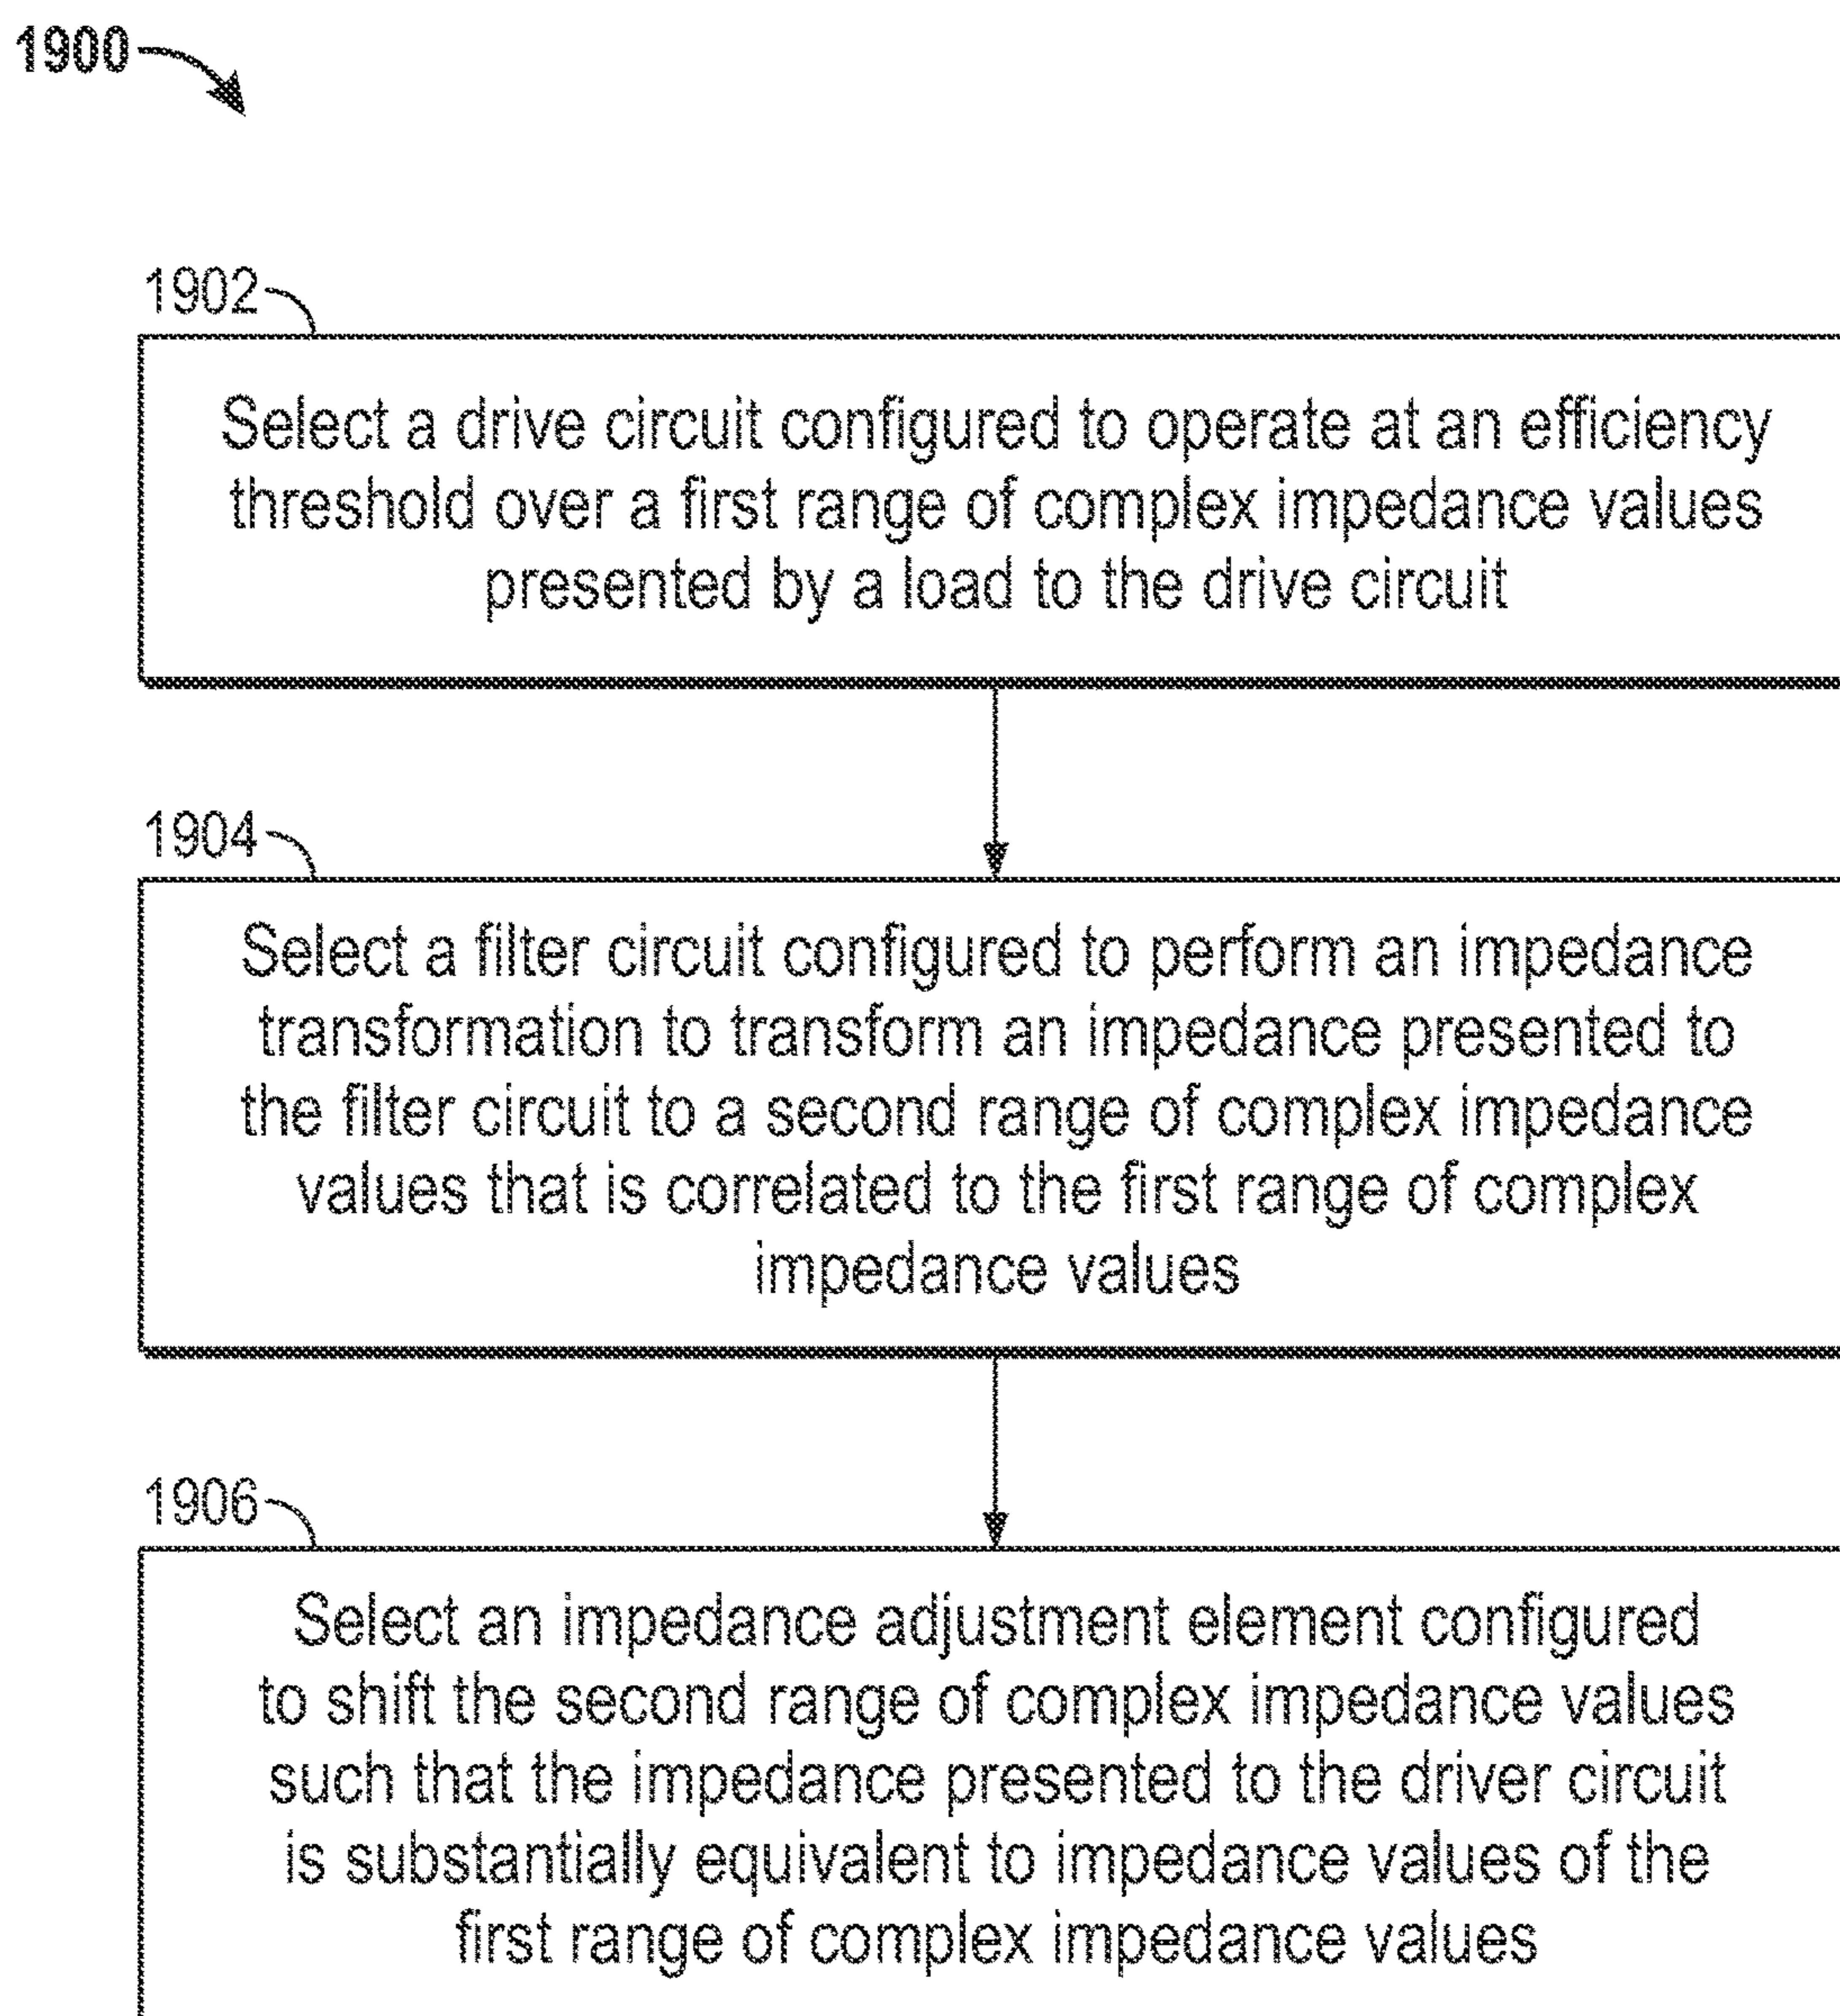 1900
1902
Select a drive circuit configured to operate at an efficiency
threshold over a first range of complex impedance values
presented by a load to the drive circuit
1904
Select a filter circuit configured to perform an impedance
transformation to transform an impedance presented to
the filter circuit to a second range of complex impedance
values that is correlated to the first range of complex
impedance values
1906
Select an impedance adjustment element configured
to shift the second range of complex impedance values
such that the impedance presented to the driver circuit
is substantially equivalent to impedance values of the
first range of complex impedance values